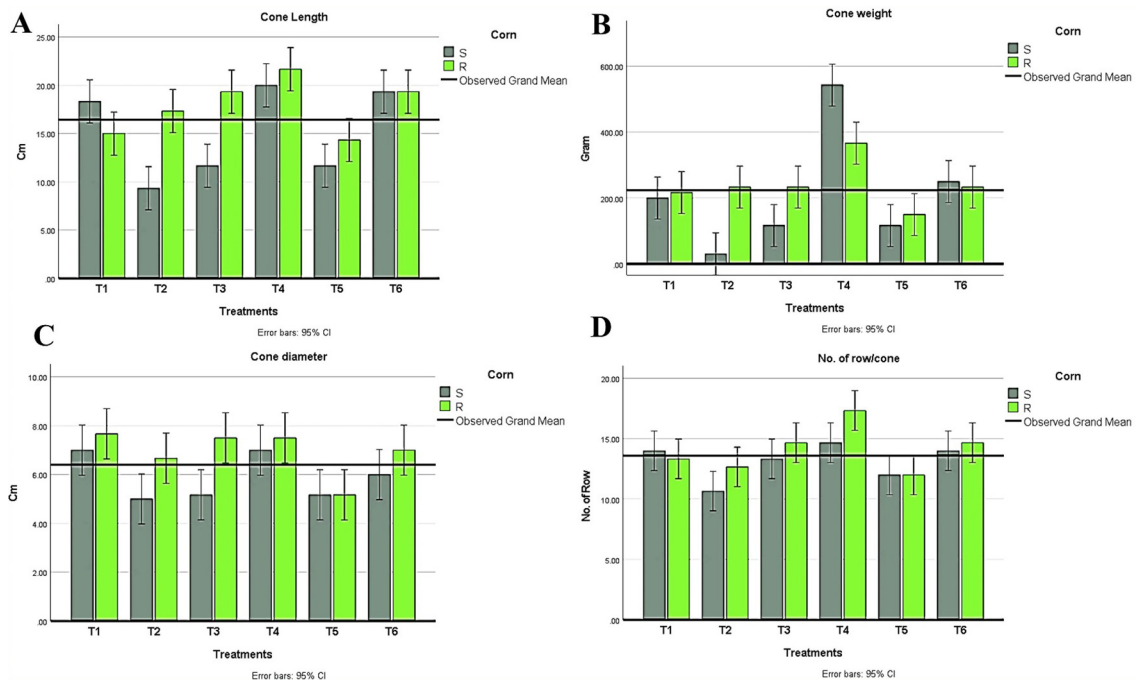 A
Cone Length
25.00
20.00
15.00
10.00
5.00
.00
Cm
T1 T2 T3 T4 T5 T6
Treatments
Error bars: 95% CI
Corn
S
R
Observed Grand Mean
B
Cone weight
600.00
400.00
200.00
.00
Gram
T1 T2 T3 T4 T5 T6
Treatments
Error bars: 95% CI
Corn
S
R
Observed Grand Mean
C
Cone diameter
10.00
8.00
6.00
4.00
2.00
.00
Cm
T1 T2 T3 T4 T5 T6
Treatments
Error bars: 95% CI
Corn
S
R
Observed Grand Mean
D
No. of row/cone
20.00
15.00
10.00
5.00
.00
No. of Row
T1 T2 T3 T4 T5 T6
Treatments
Error bars: 95% CI
Corn
S
R
Observed Grand Mean